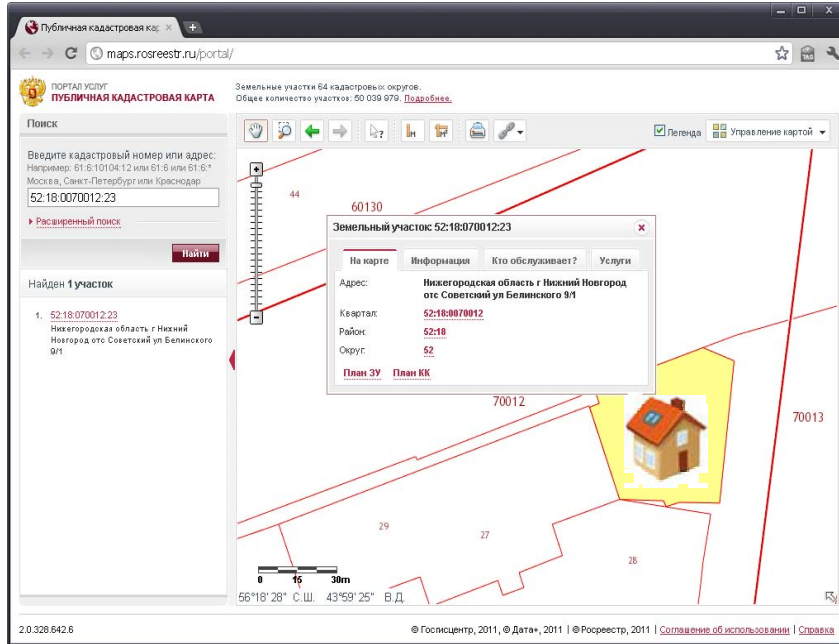 Публичная кадастровая кар
maps.rosreestr.ru/portal/
ПОРТАЛ УСЛУГ
ПУБЛИЧНАЯ КАДАСТРОВАЯ КАРТА
Земельные участки 64 кадастровых округов.
Общее количество участков: 50 039 979. Подробнее.
Поиск
Легенда
Управление картой
Введите кадастровый номер или адрес:
Например: 61:6:10104:12 или 61:6 или 61:6:*
Москва, Санкт-Петербург или Краснодар
52:18:0070012:23
Расширенный поиск
Найти
Найден 1 участок
1. 52:18:070012:23
Нижегородская область г Нижний
Новгород отс Советский ул Белинского
9/1
44
60130
Земельный участок: 52:18:070012:23
На карте Информация Кто обслуживает? Услуги
Адрес: Нижегородская область г Нижний Новгород
отс Советский ул Белинского 9/1
Квартал: 52:18:0070012
Район: 52:18
Округ: 52
План ЗУ План КК
70012
70013
29
27
28
0 15 30m
56°18'28" С.Ш. 43°59'25" В.Д.
2.0.328.642.6
© Госгисцентр, 2011, © Дата+, 2011 | © Росреестр, 2011 | Соглашение об использовании | Справка